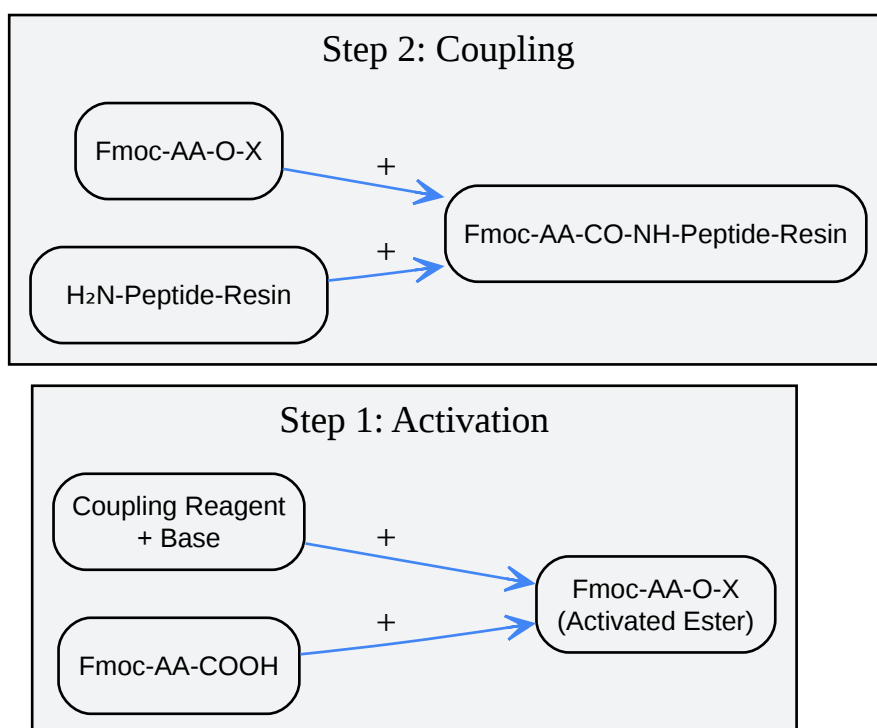 Step 2: Coupling
Fmoc-AA-O-X
+
Fmoc-AA-CO-NH-Peptide-Resin
+
H₂N-Peptide-Resin
Step 1: Activation
Coupling Reagent
+ Base
+
Fmoc-AA-O-X
(Activated Ester)
+
Fmoc-AA-COOH